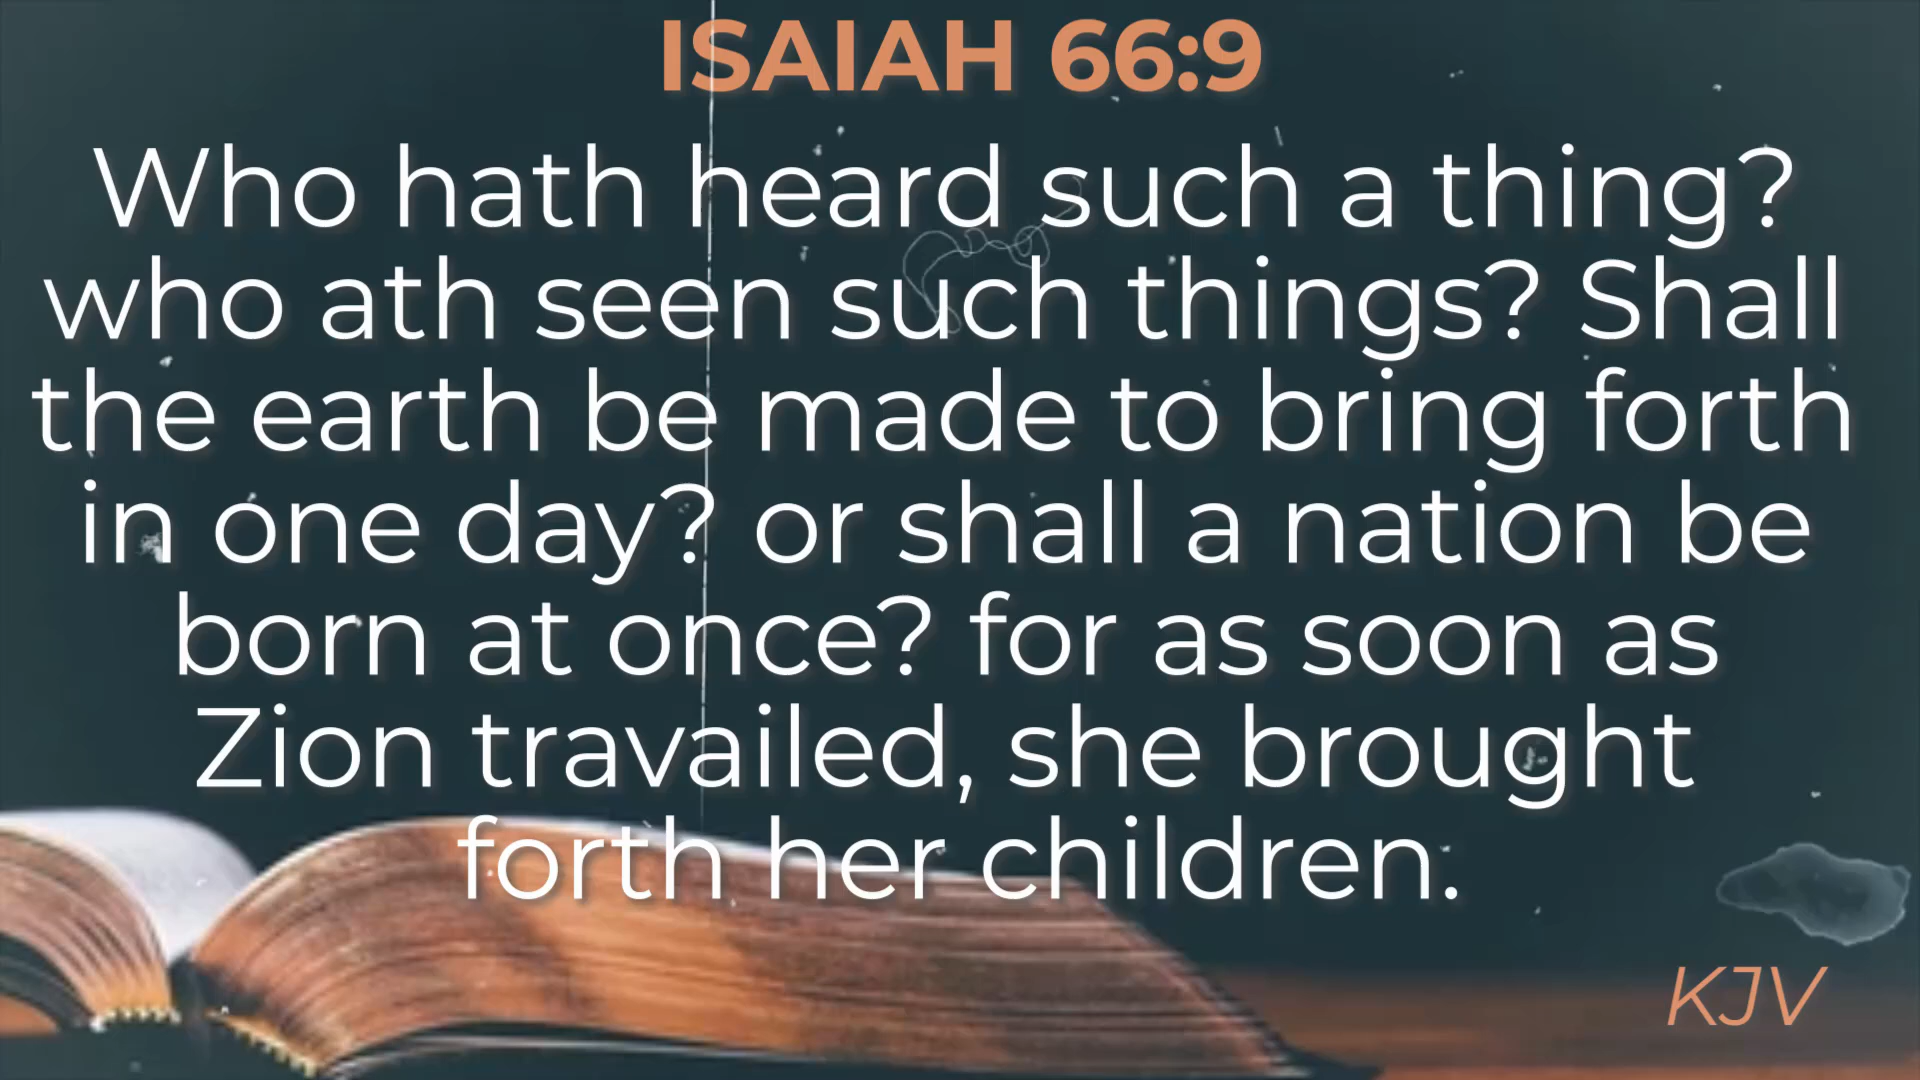 ISAIAH 66:9
Who hath heard such a thing?
who ath seen such things? Shall
the earth be made to bring forth
in one day? or shall a nation be
born at once? for as soon as
Zion travailed, she brought
forth her children.
KJV